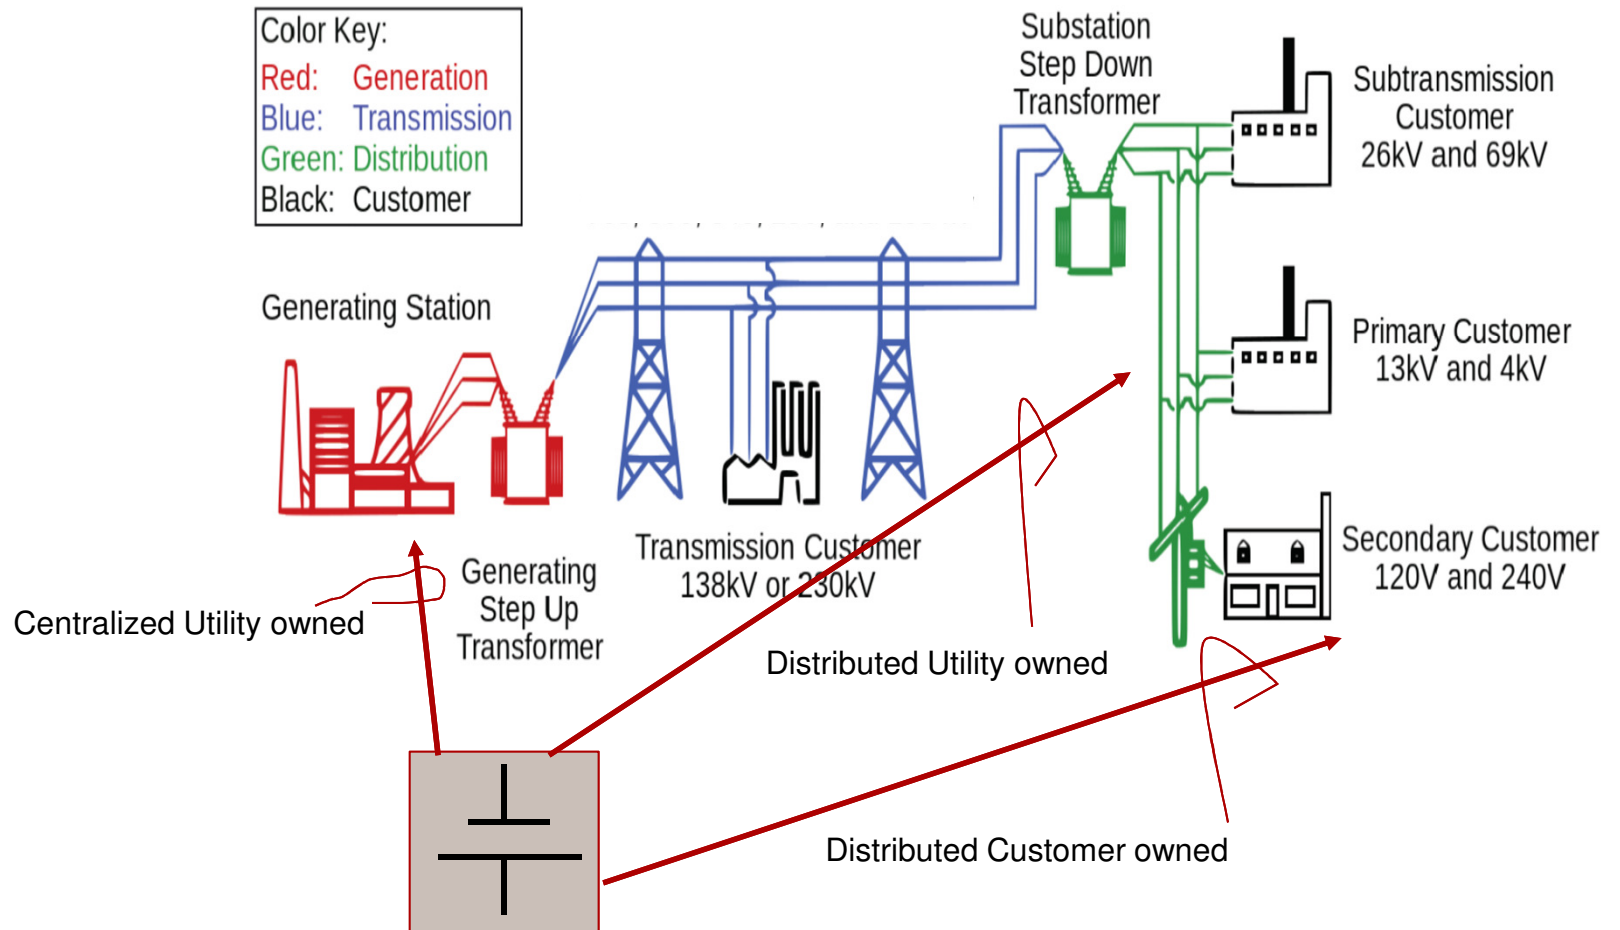 Color Key:
Red: Generation
Blue: Transmission
Green: Distribution
Black: Customer
Substation
Step Down
Transformer
Subtransmission
Customer
26kV and 69kV
Generating Station
Primary Customer
13kV and 4kV
Transmission Customer
138kV or 230kV
Secondary Customer
120V and 240V
Generating
Step Up
Transformer
Centralized Utility owned
Distributed Utility owned
Distributed Customer owned